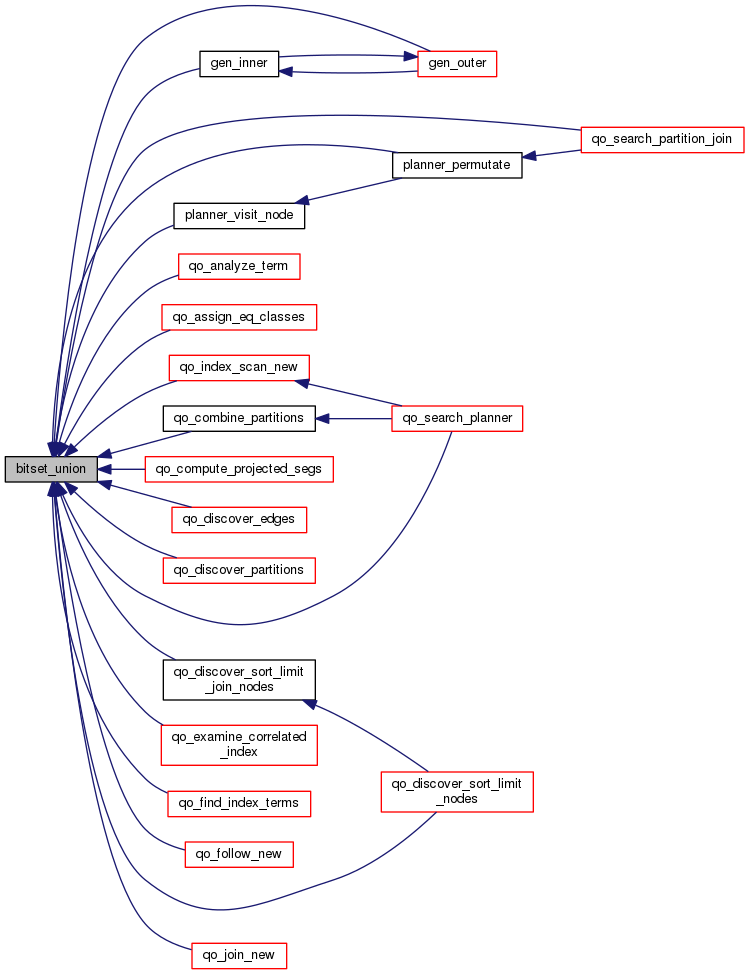 gen_inner
gen_outer
qo_search_partition_join
planner_permutate
planner_visit_node
qo_analyze_term
qo_assign_eq_classes
qo_index_scan_new
qo_combine_partitions
qo_search_planner
bitset_union
qo_compute_projected_segs
qo_discover_edges
qo_discover_partitions
qo_discover_sort_limit
_join_nodes
qo_examine_correlated
_index
qo_discover_sort_limit
_nodes
qo_find_index_terms
qo_follow_new
qo_join_new